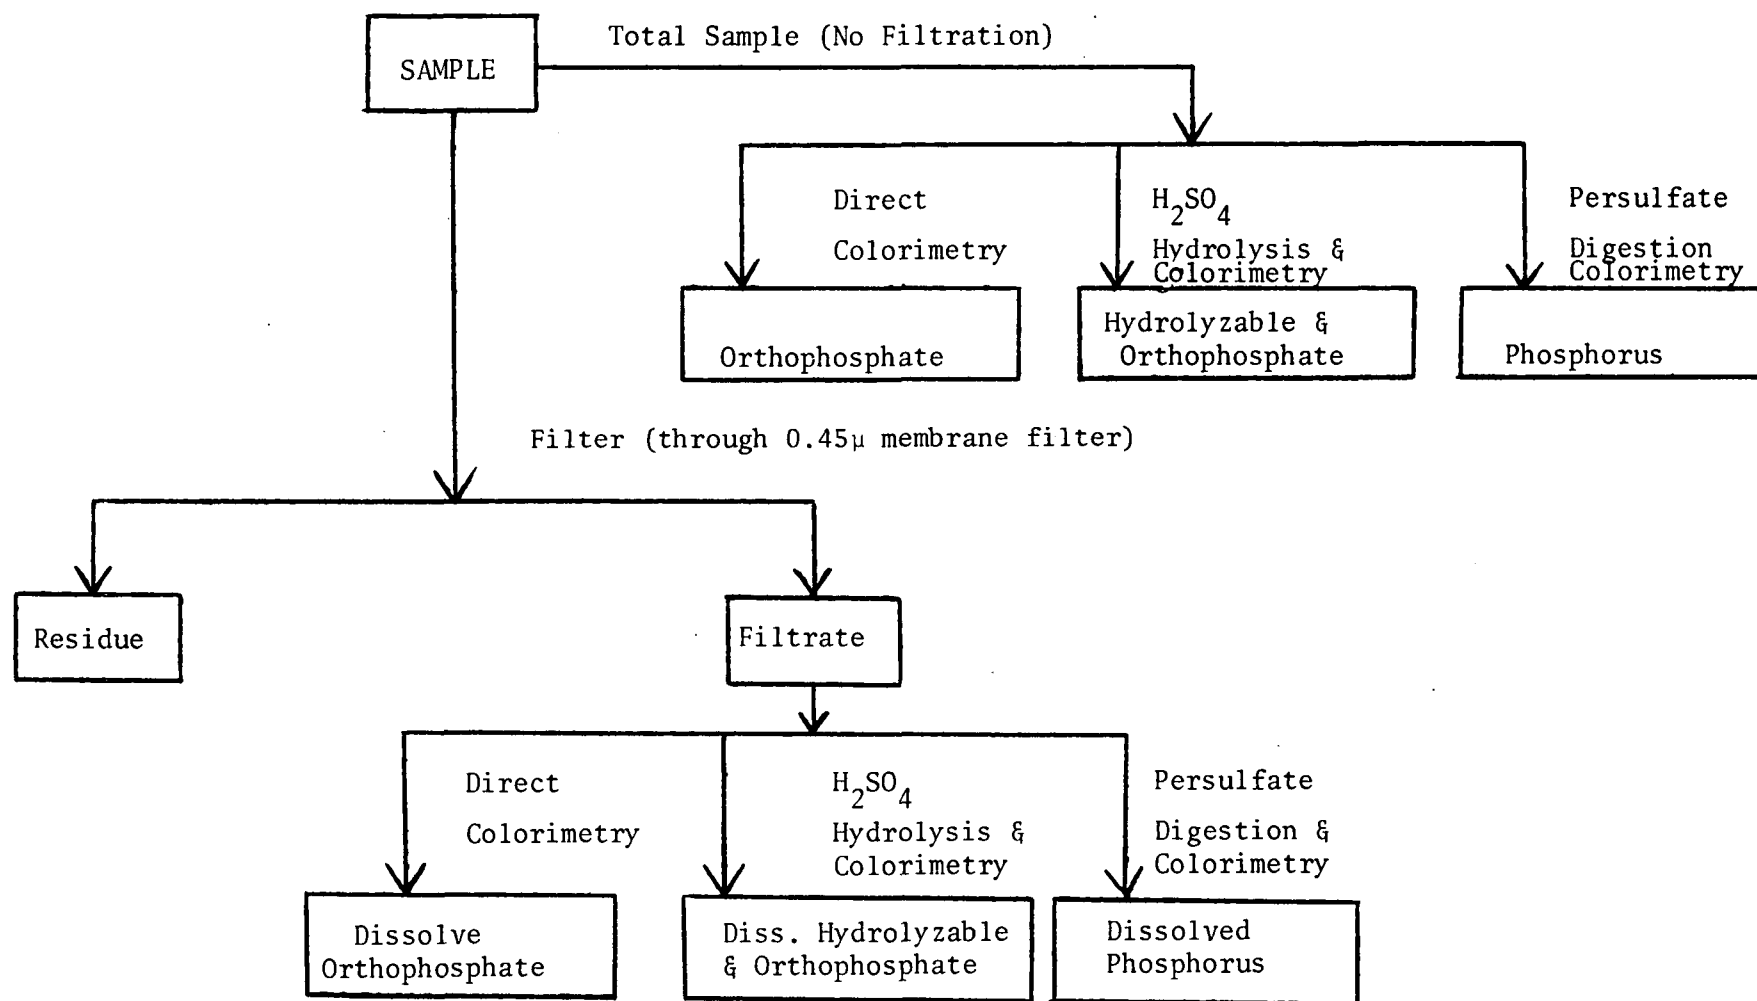 Total Sample (No Filtration)
SAMPLE
Direct
Colorimetry
H2SO4
Hydrolysis &
Colorimetry
Persulfate
Digestion
Colorimetry
Orthophosphate
Hydrolyzable &
Orthophosphate
Phosphorus
Filter (through 0.45μ membrane filter)
Residue
Filtrate
Direct
Colorimetry
H2SO4
Hydrolysis &
Colorimetry
Persulfate
Digestion &
Colorimetry
Dissolve
Orthophosphate
Diss. Hydrolyzable
& Orthophosphate
Dissolved
Phosphorus